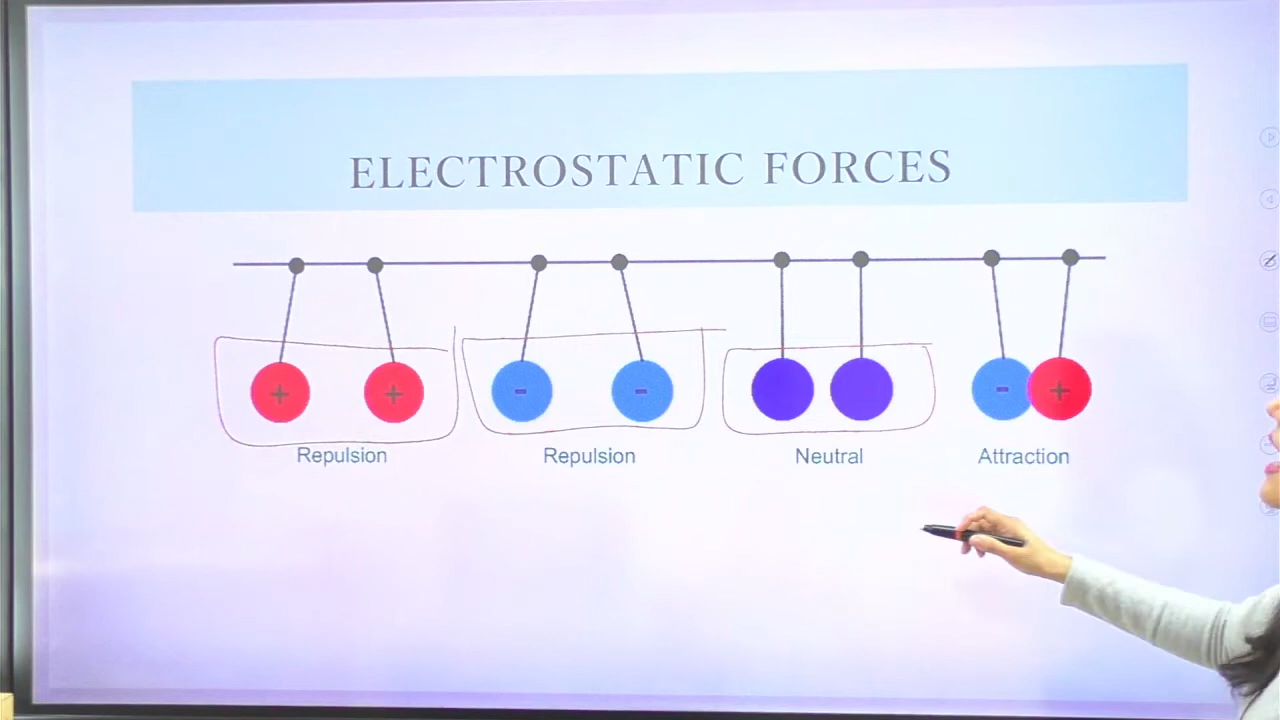 ELECTROSTATIC FORCES
+ + - - - +
Repulsion Repulsion Neutral Attraction